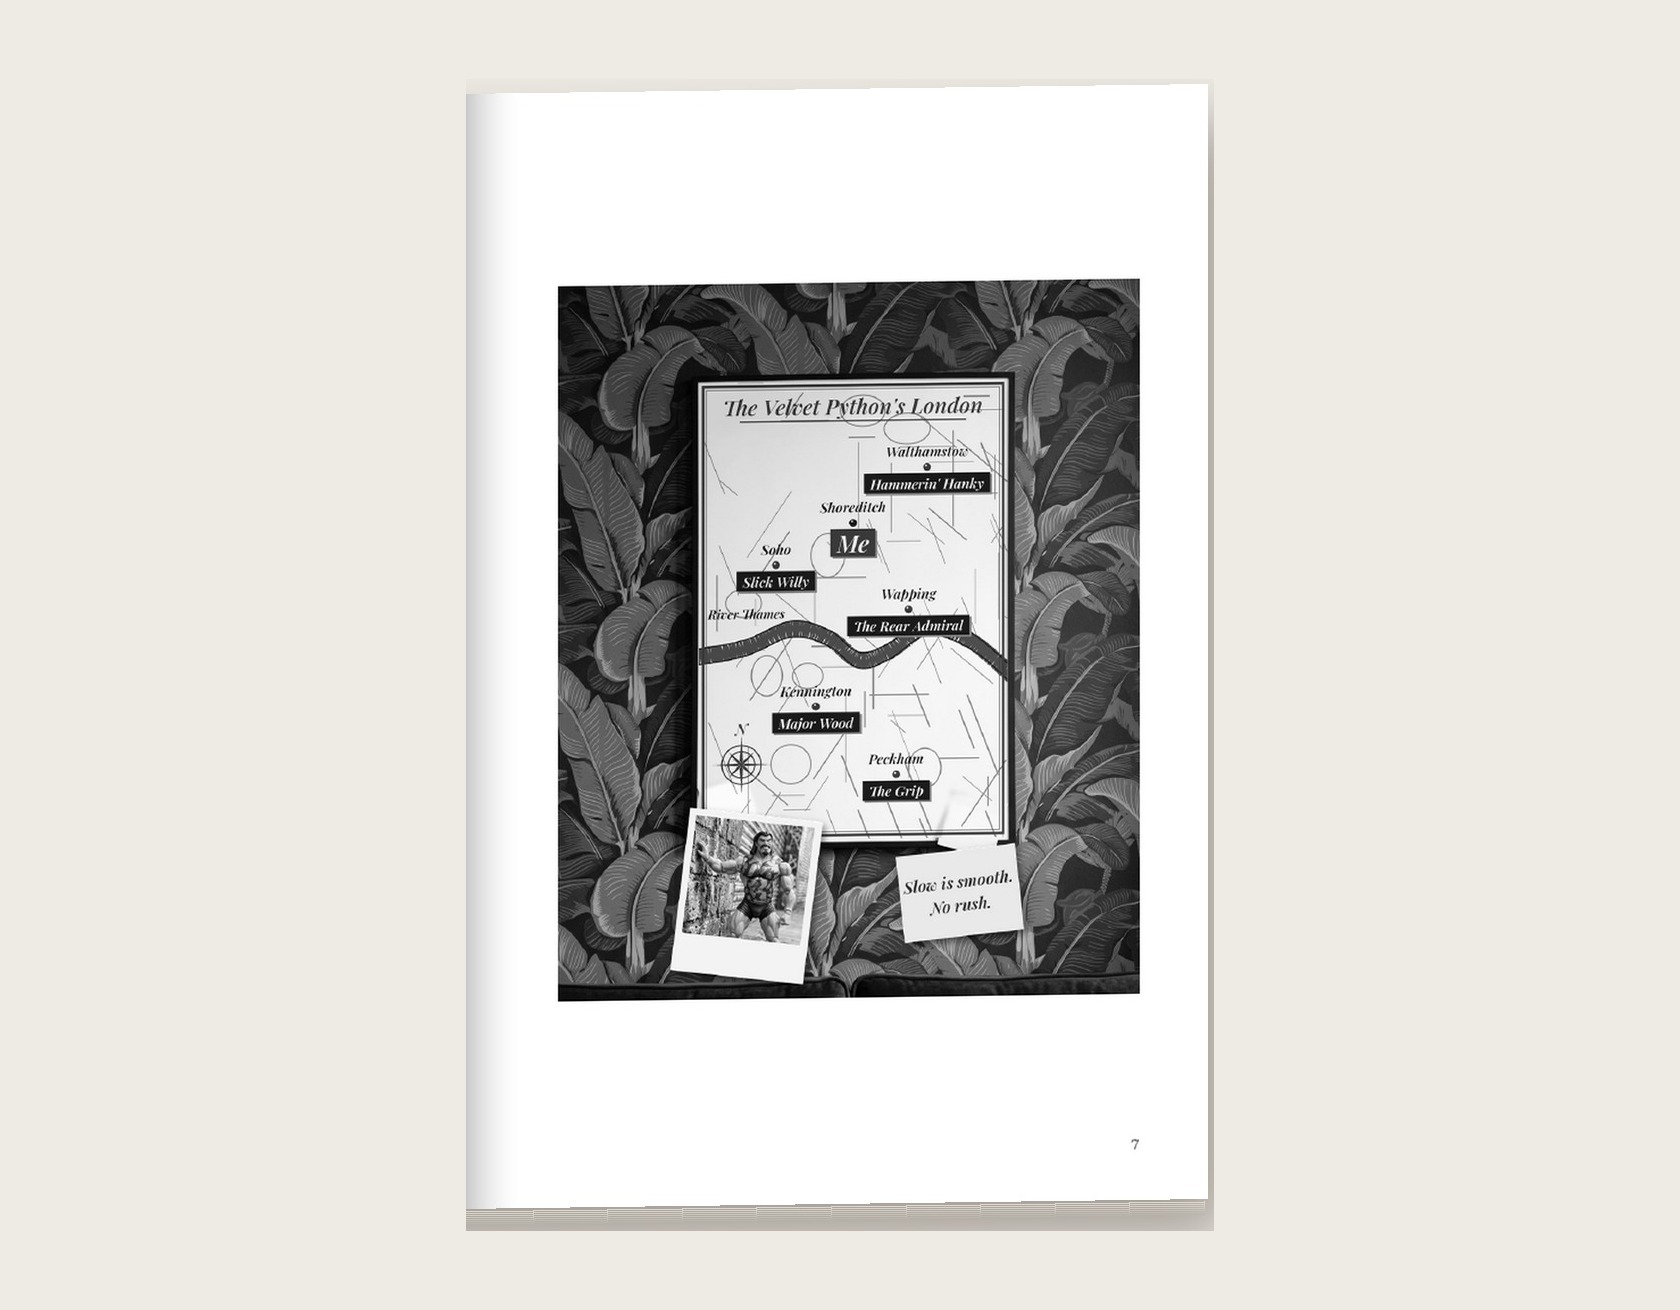 The Velvet Python's London
Walthamstow
Hammerin' Hanky
Shoreditch
Me
Soho
Slick Willy
Wapping
The Rear Admiral
River Thames
Kennington
Major Wood
N
Peckham
The Grip
Slow is smooth.
No rush.
7